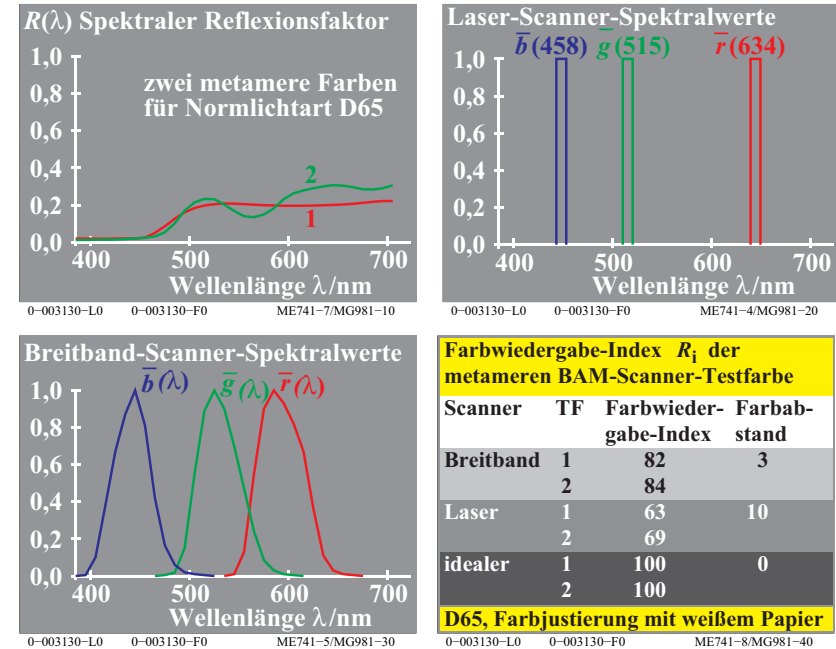 R(λ) Spektraler Reflexionsfaktor
1,0
zwei metamere Farben
0,8
für Normlichtart D65
0,6
0,4
2
0,2
1
0,0
400 500 600 700
Wellenlänge λ/nm
0−003130−L0 0−003130−F0 ME741−7/MG981−10
Laser-Scanner-Spektralwerte
b̅(458) g̅(515) r̅(634)
1,0
0,8
0,6
0,4
0,2
0,0
400 500 600 700
Wellenlänge λ/nm
0−003130−L0 0−003130−F0 ME741−4/MG981−20
Breitband-Scanner-Spektralwerte
b̅(λ) g̅(λ) r̅(λ)
1,0
0,8
0,6
0,4
0,2
0,0
400 500 600 700
Wellenlänge λ/nm
0−003130−L0 0−003130−F0 ME741−5/MG981−30
Farbwiedergabe-Index Ri der
metameren BAM-Scanner-Testfarbe
Scanner TF Farbwieder- Farbab-
gabe-Index stand
Breitband 1 82 3
2 84
Laser 1 63 10
2 69
idealer 1 100 0
2 100
D65, Farbjustierung mit weißem Papier
0−003130−L0 0−003130−F0 ME741−8/MG981−40